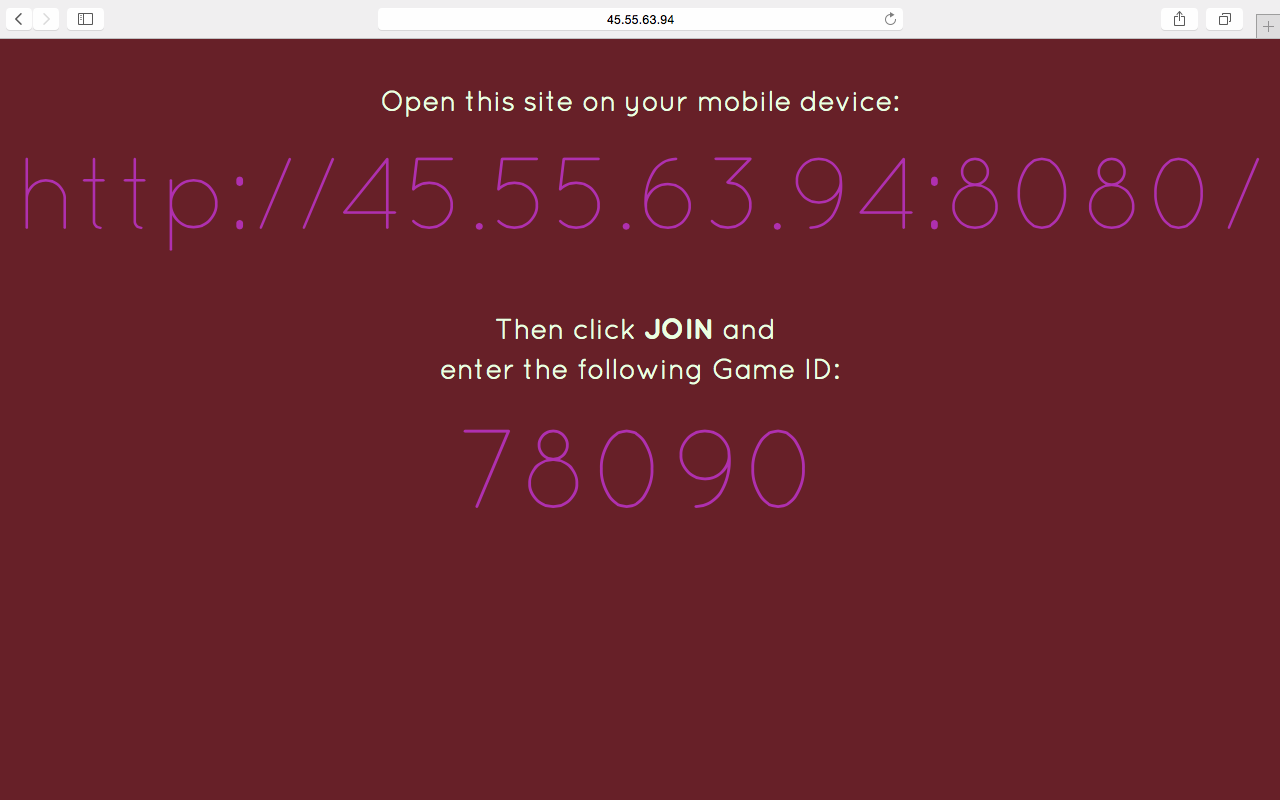 45.55.63.94
Open this site on your mobile device:
http://45.55.63.94:8080/
Then click JOIN and
enter the following Game ID:
78090